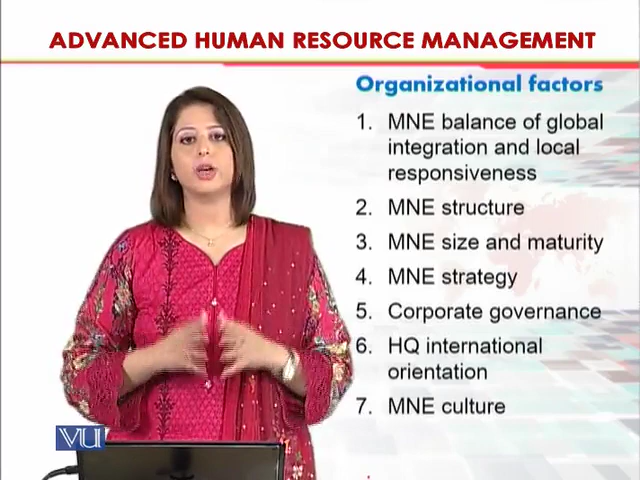 ADVANCED HUMAN RESOURCE MANAGEMENT
Organizational factors
1. MNE balance of global
integration and local
responsiveness
2. MNE structure
3. MNE size and maturity
4. MNE strategy
5. Corporate governance
6. HQ international
orientation
7. MNE culture
VU